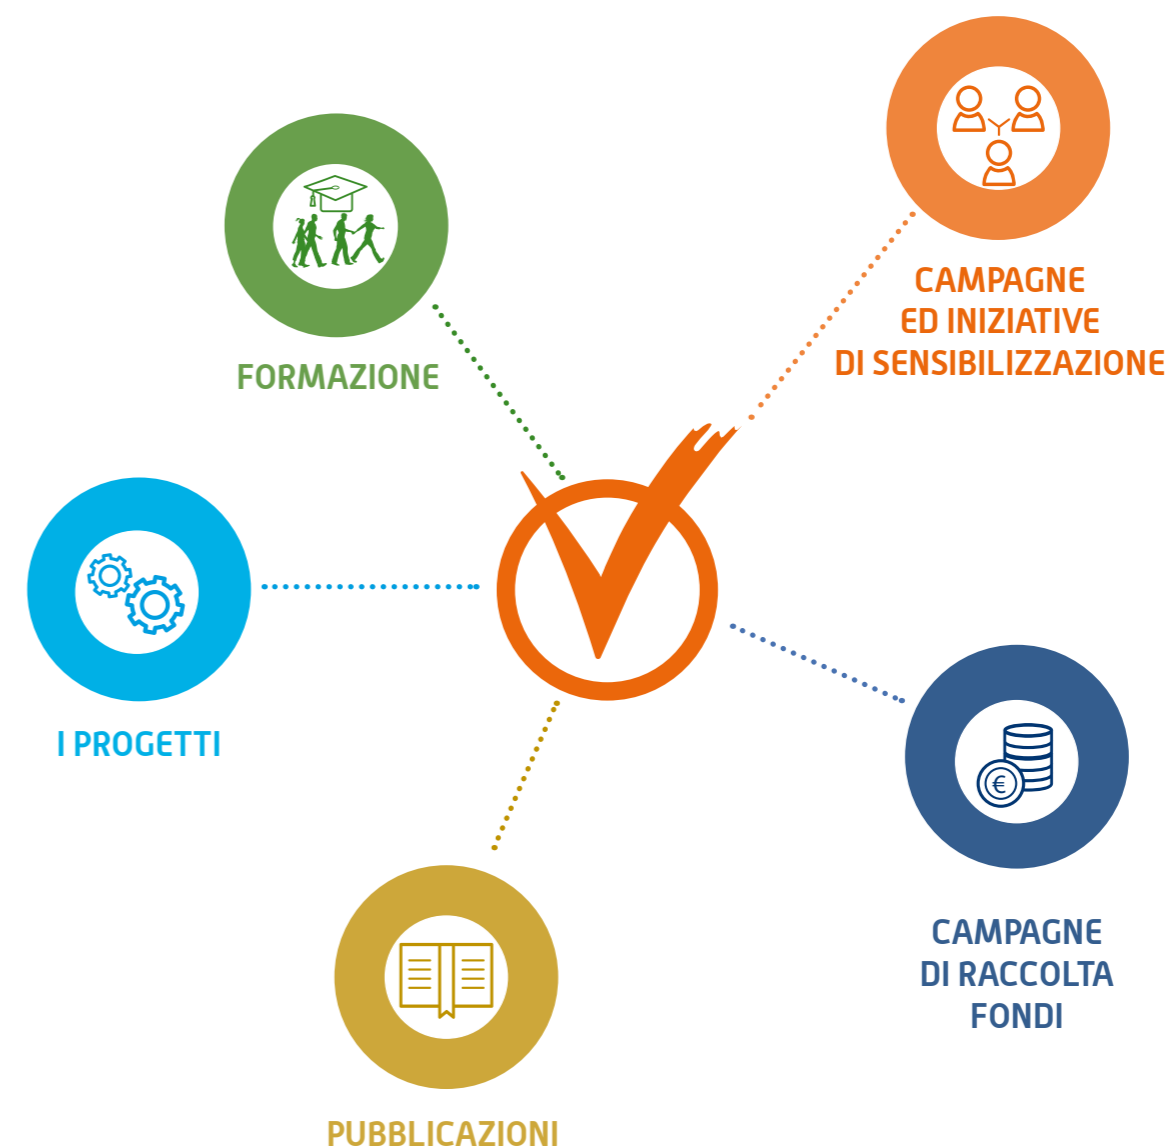 CAMPAGNE
ED INIZIATIVE
DI SENSIBILIZZAZIONE
FORMAZIONE
I PROGETTI
€
CAMPAGNE
DI RACCOLTA
FONDI
PUBBLICAZIONI